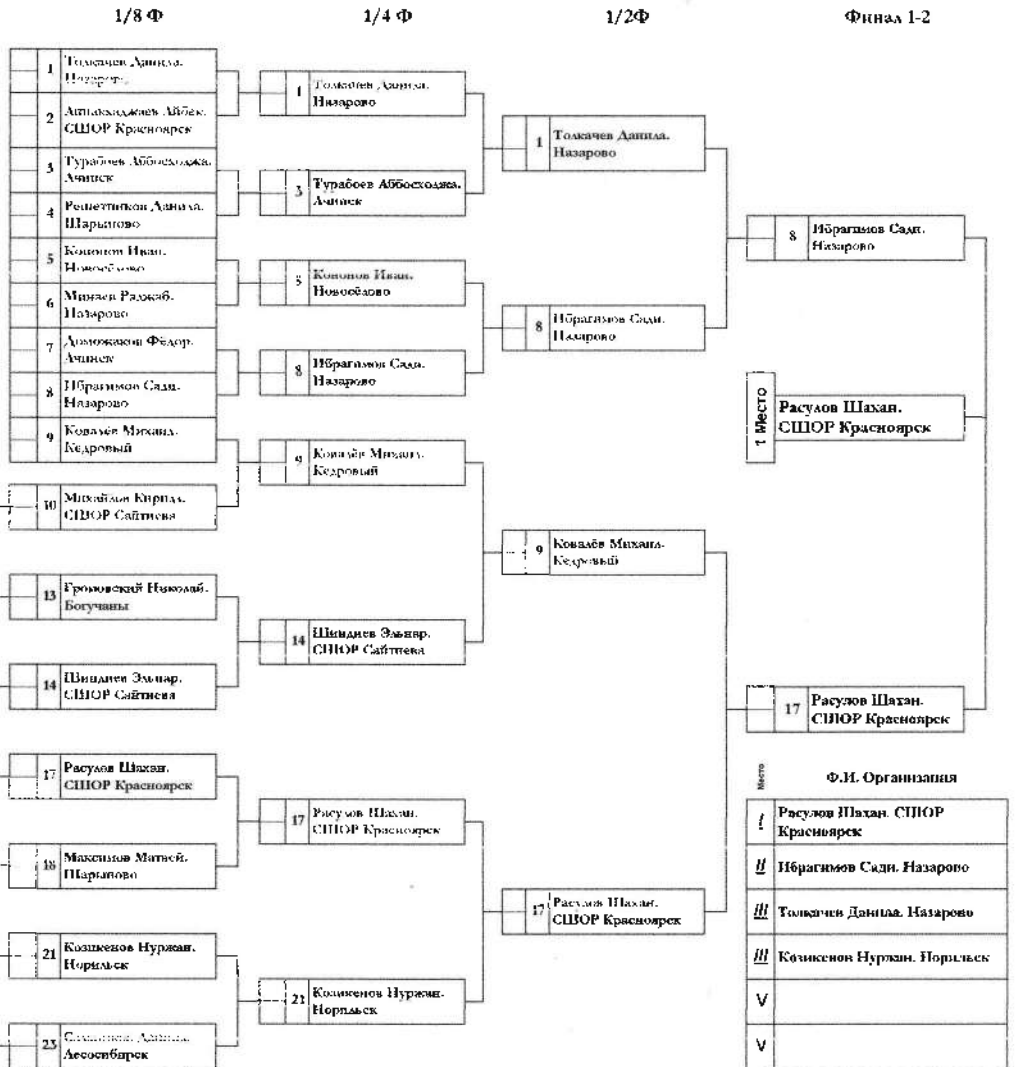 1/8 Ф
1/4 Ф
1/2Ф
Финал 1-2
1
Толкачев Данила.
Назарово
2
Айбек.
СШОР Красноярск
3
Турабоев Аббосходжа.
Ачинск
4
Решетников Данила.
Шарыпово
5
Кононов Иван.
Новосёлово
6
Минаев Раджаб.
Назарово
7
Доможаков Фёдор.
Ачинск
8
Ибрагимов Сади.
Назарово
9
Ковалёв Михаил.
Кедровый
10
Михайлов Кирилл.
СШОР Сайтиева
13
Громовский Николай.
Богучаны
14
Шиндиев Эльнар.
СШОР Сайтиева
17
Расулов Шахан.
СШОР Красноярск
18
Максимов Матвей.
Шарыпово
21
Козикенов Нуржан.
Норильск
23
Лесосибирск
1
Толкачев Данила.
Назарово
3
Турабоев Аббосходжа.
Ачинск
5
Кононов Иван.
Новосёлово
8
Ибрагимов Сади.
Назарово
9
Ковалёв Михаил.
Кедровый
14
Шиндиев Эльнар.
СШОР Сайтиева
17
Расулов Шахан.
СШОР Красноярск
21
Козикенов Нуржан.
Норильск
1
Толкачев Данила.
Назарово
8
Ибрагимов Сади.
Назарово
9
Ковалёв Михаил.
Кедровый
17
Расулов Шахан.
СШОР Красноярск
8
Ибрагимов Сади.
Назарово
1 Место
Расулов Шахан.
СШОР Красноярск
17
Расулов Шахан.
СШОР Красноярск
Место
Ф.И. Организация
I
Расулов Шахан. СШОР
Красноярск
II
Ибрагимов Сади. Назарово
III
Толкачев Данила. Назарово
III
Козикенов Нуржан. Норильск
V
V